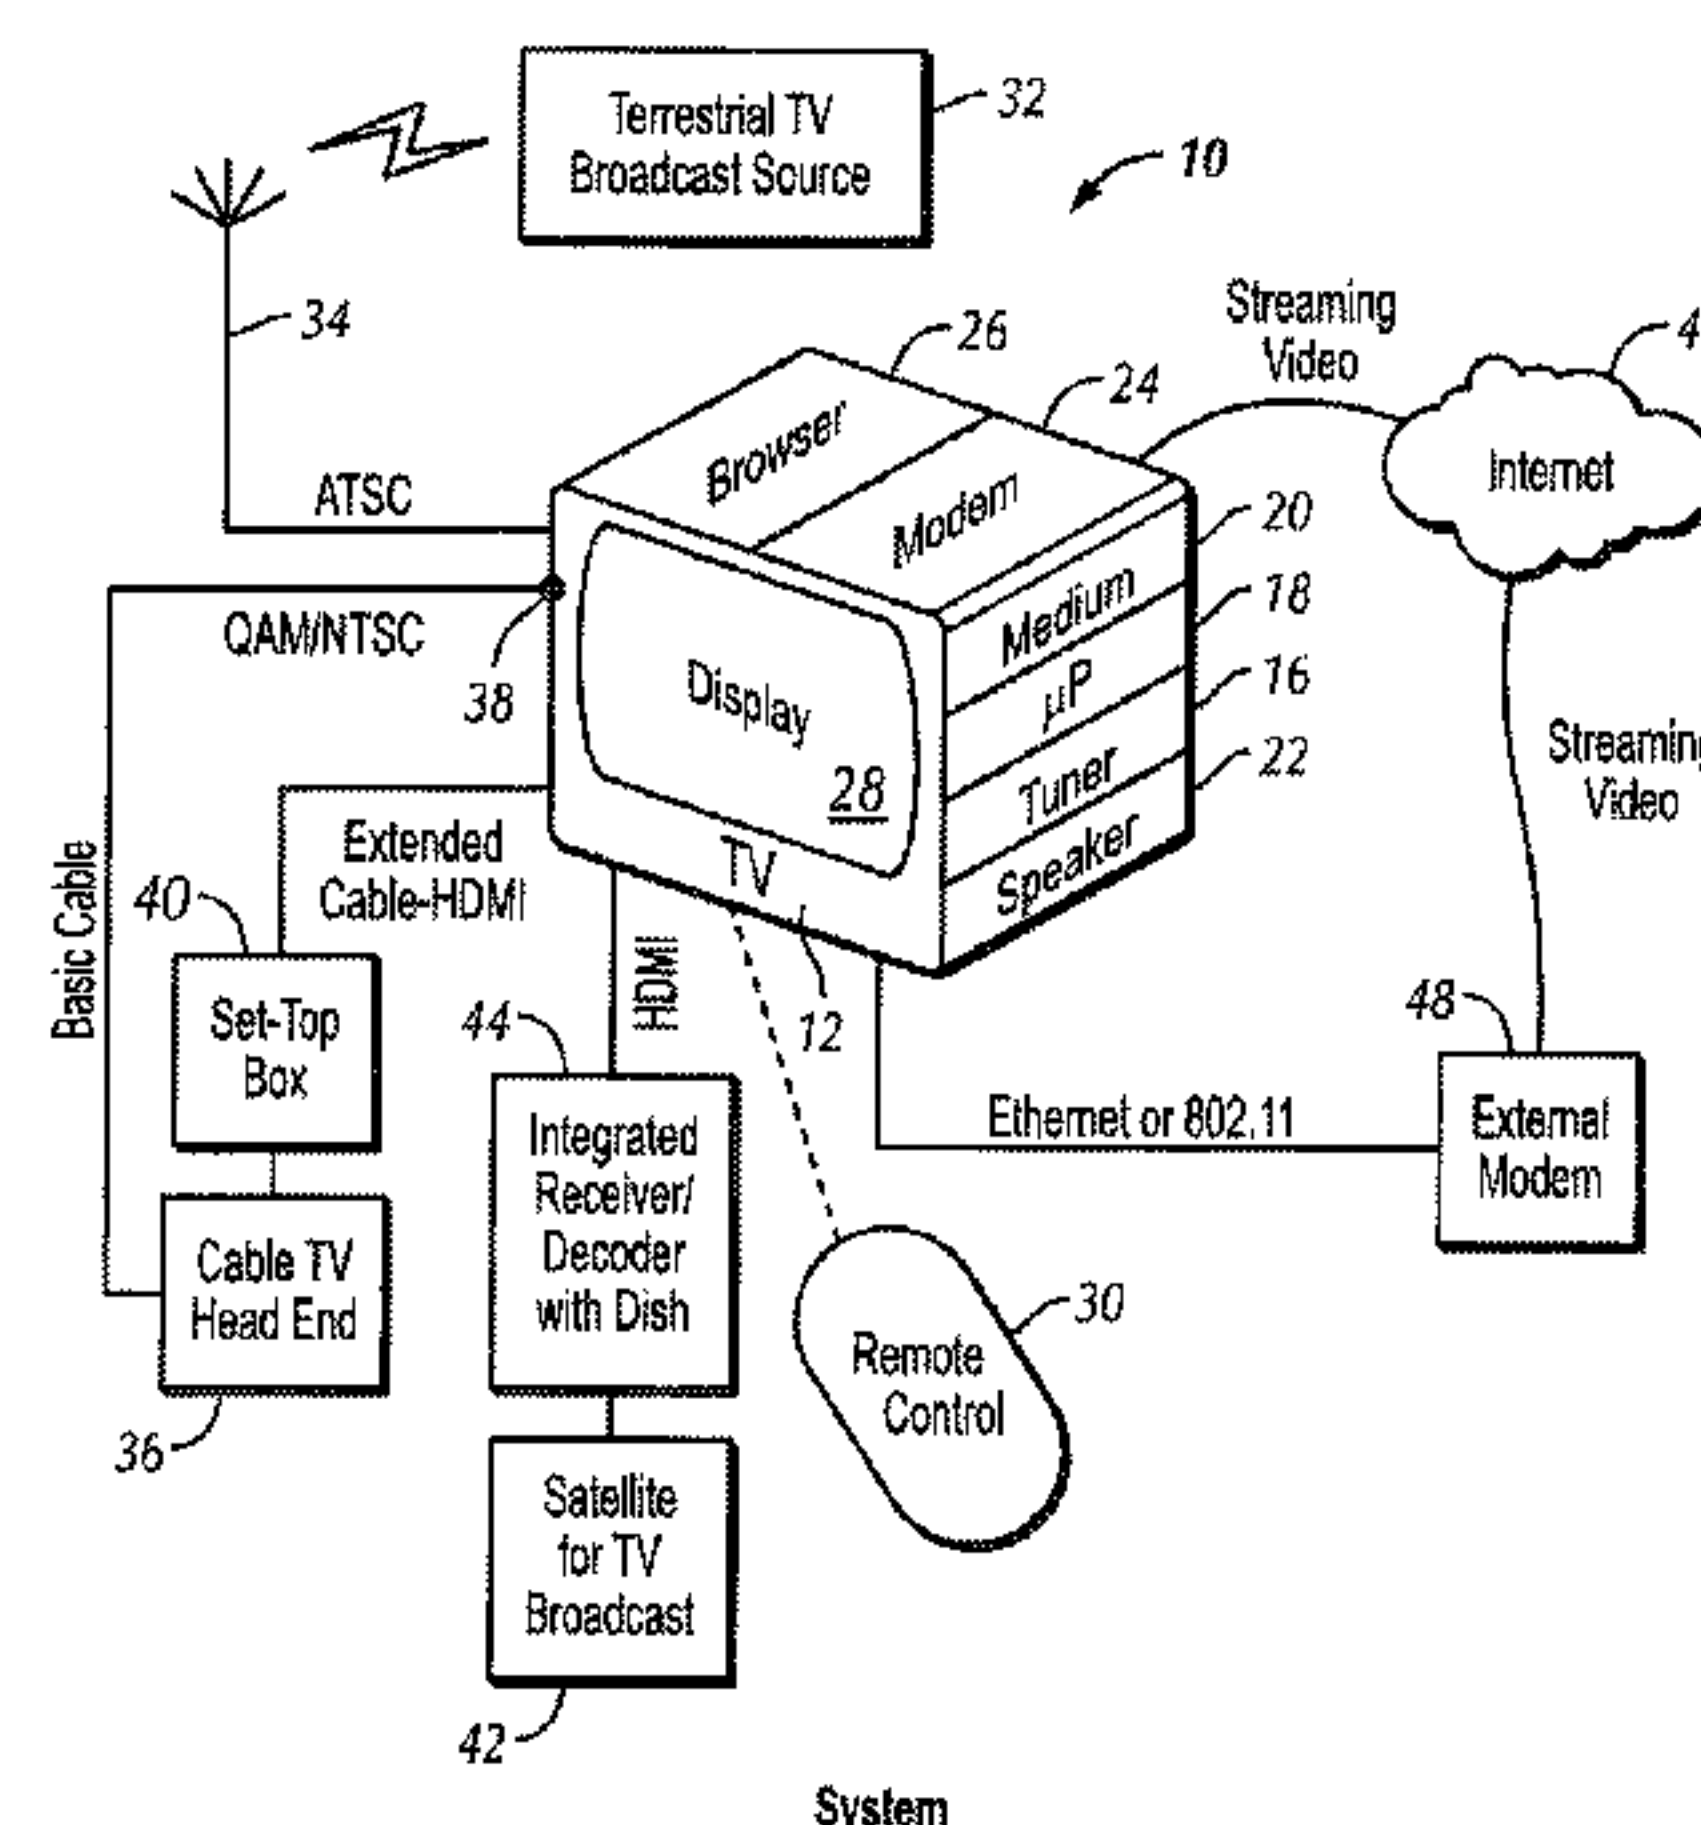 Terrestrial TV
Broadcast Source
32
10
34
26
24
Streaming
Video
4
Internet
Browser
Modem
ATSC
QAM/NTSC
38
Display
28
TV
Medium
μP
Tuner
Speaker
20
18
16
22
12
Streaming
Video
Basic Cable
Extended
Cable-HDMI
HDMI
40
Set-Top
Box
44
Integrated
Receiver/
Decoder
with Dish
Ethernet or 802.11
48
External
Modem
Cable TV
Head End
36
30
Remote
Control
Satellite
for TV
Broadcast
42
System